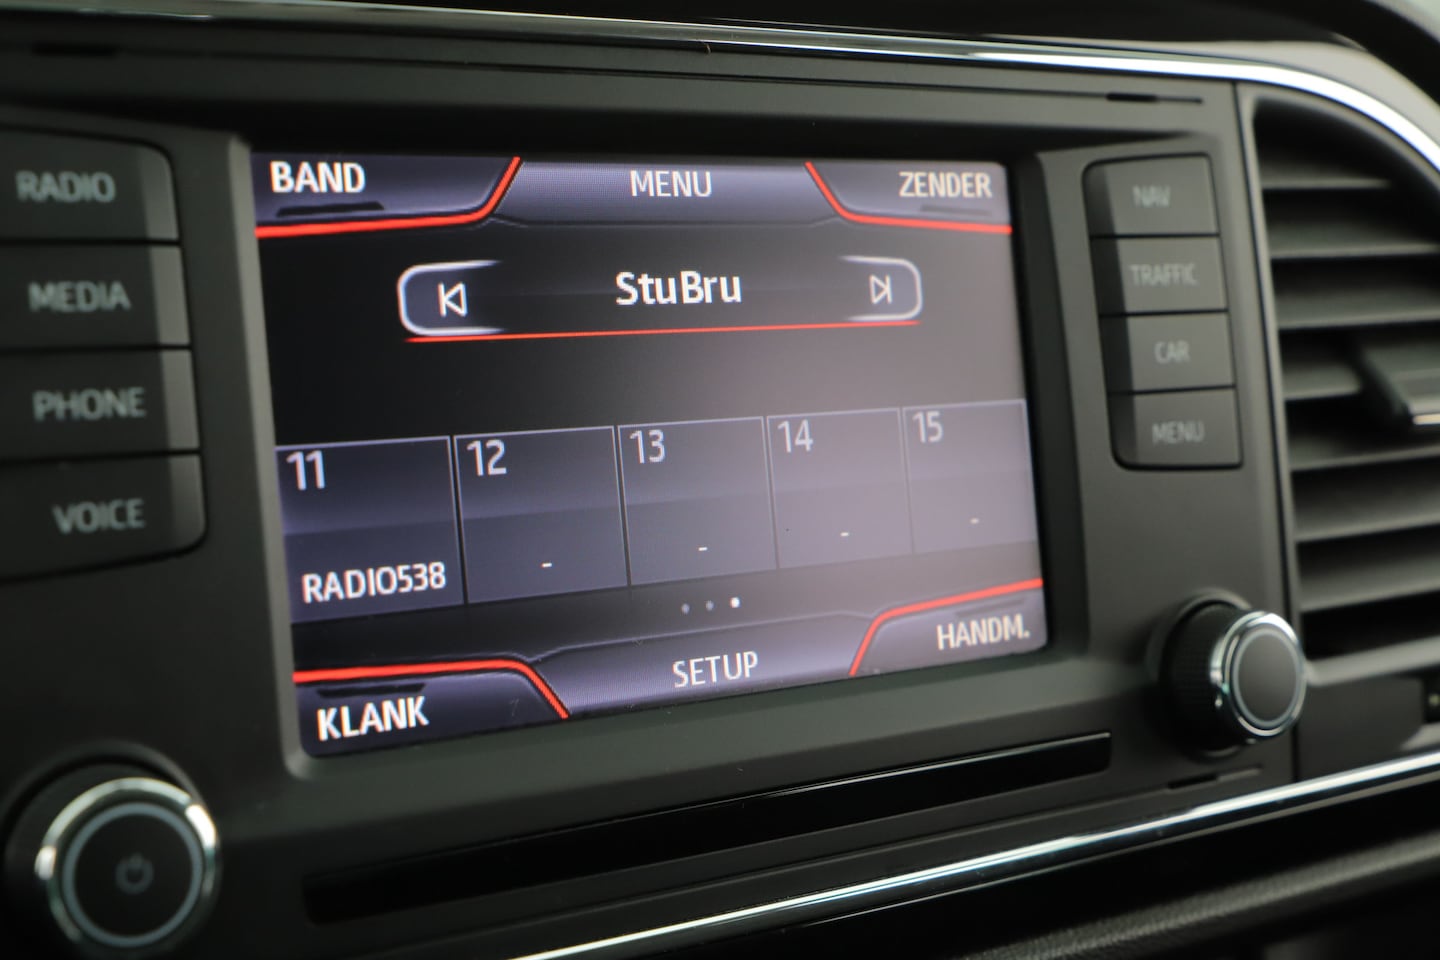 RADIO
MEDIA
PHONE
VOICE
BAND
MENU
ZENDER
StuBru
11
12
13
14
15
RADIO538
-
-
-
-
KLANK
SETUP
HANDM.
NAV
TRAFFIC
CAR
MENU